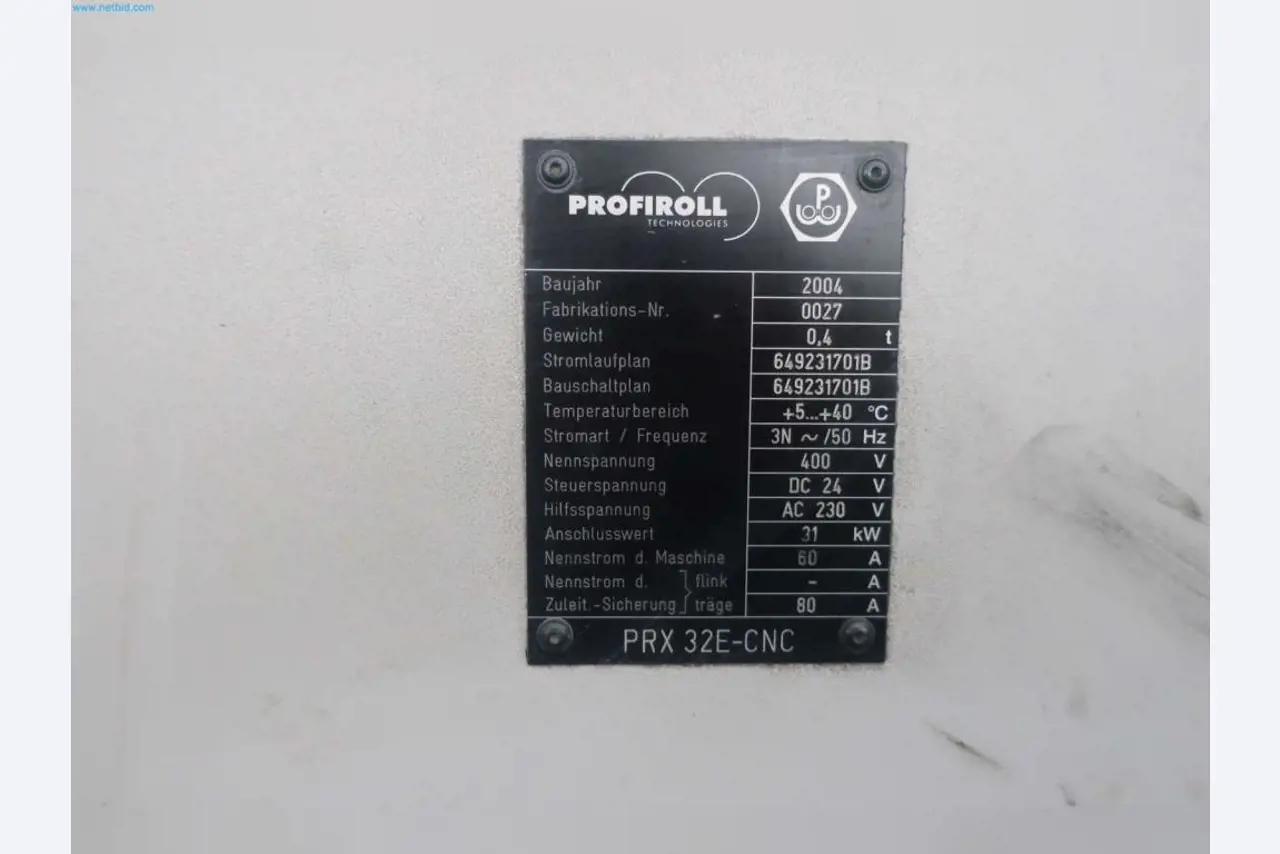 www.netbid.com
PROFIROLL
TECHNOLOGIES
P
Baujahr 2004
Fabrikations-Nr. 0027
Gewicht 0,4 t
Stromlaufplan 649231701B
Bauschaltplan 649231701B
Temperaturbereich +5...+40 °C
Stromart / Frequenz 3N ~/50 Hz
Nennspannung 400 V
Steuerspannung DC 24 V
Hilfsspannung AC 230 V
Anschlusswert 31 kW
Nennstrom d. Maschine 60 A
Nennstrom d. flink - A
Zuleit.-Sicherung träge 80 A
PRX 32E-CNC